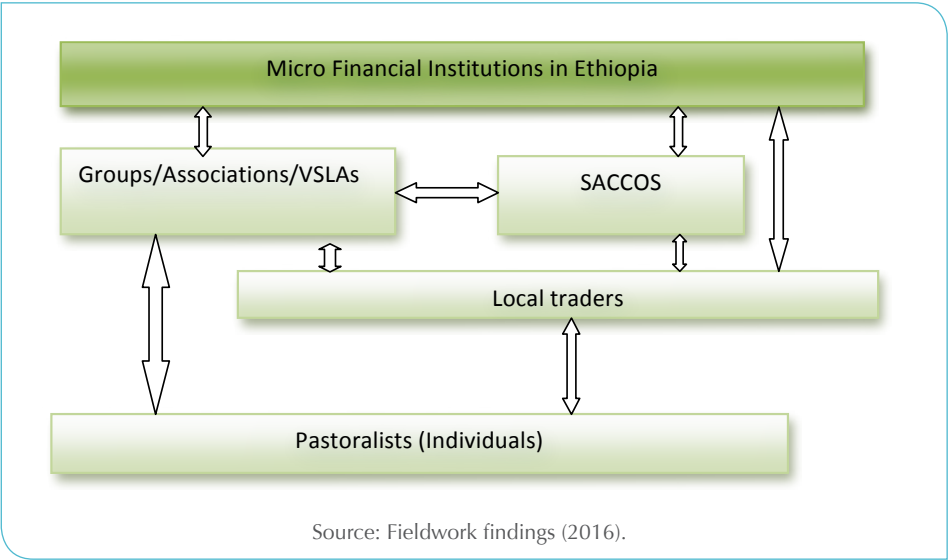 Micro Financial Institutions in Ethiopia
Groups/Associations/VSLAs
SACCOS
Local traders
Pastoralists (Individuals)
Source: Fieldwork findings (2016).